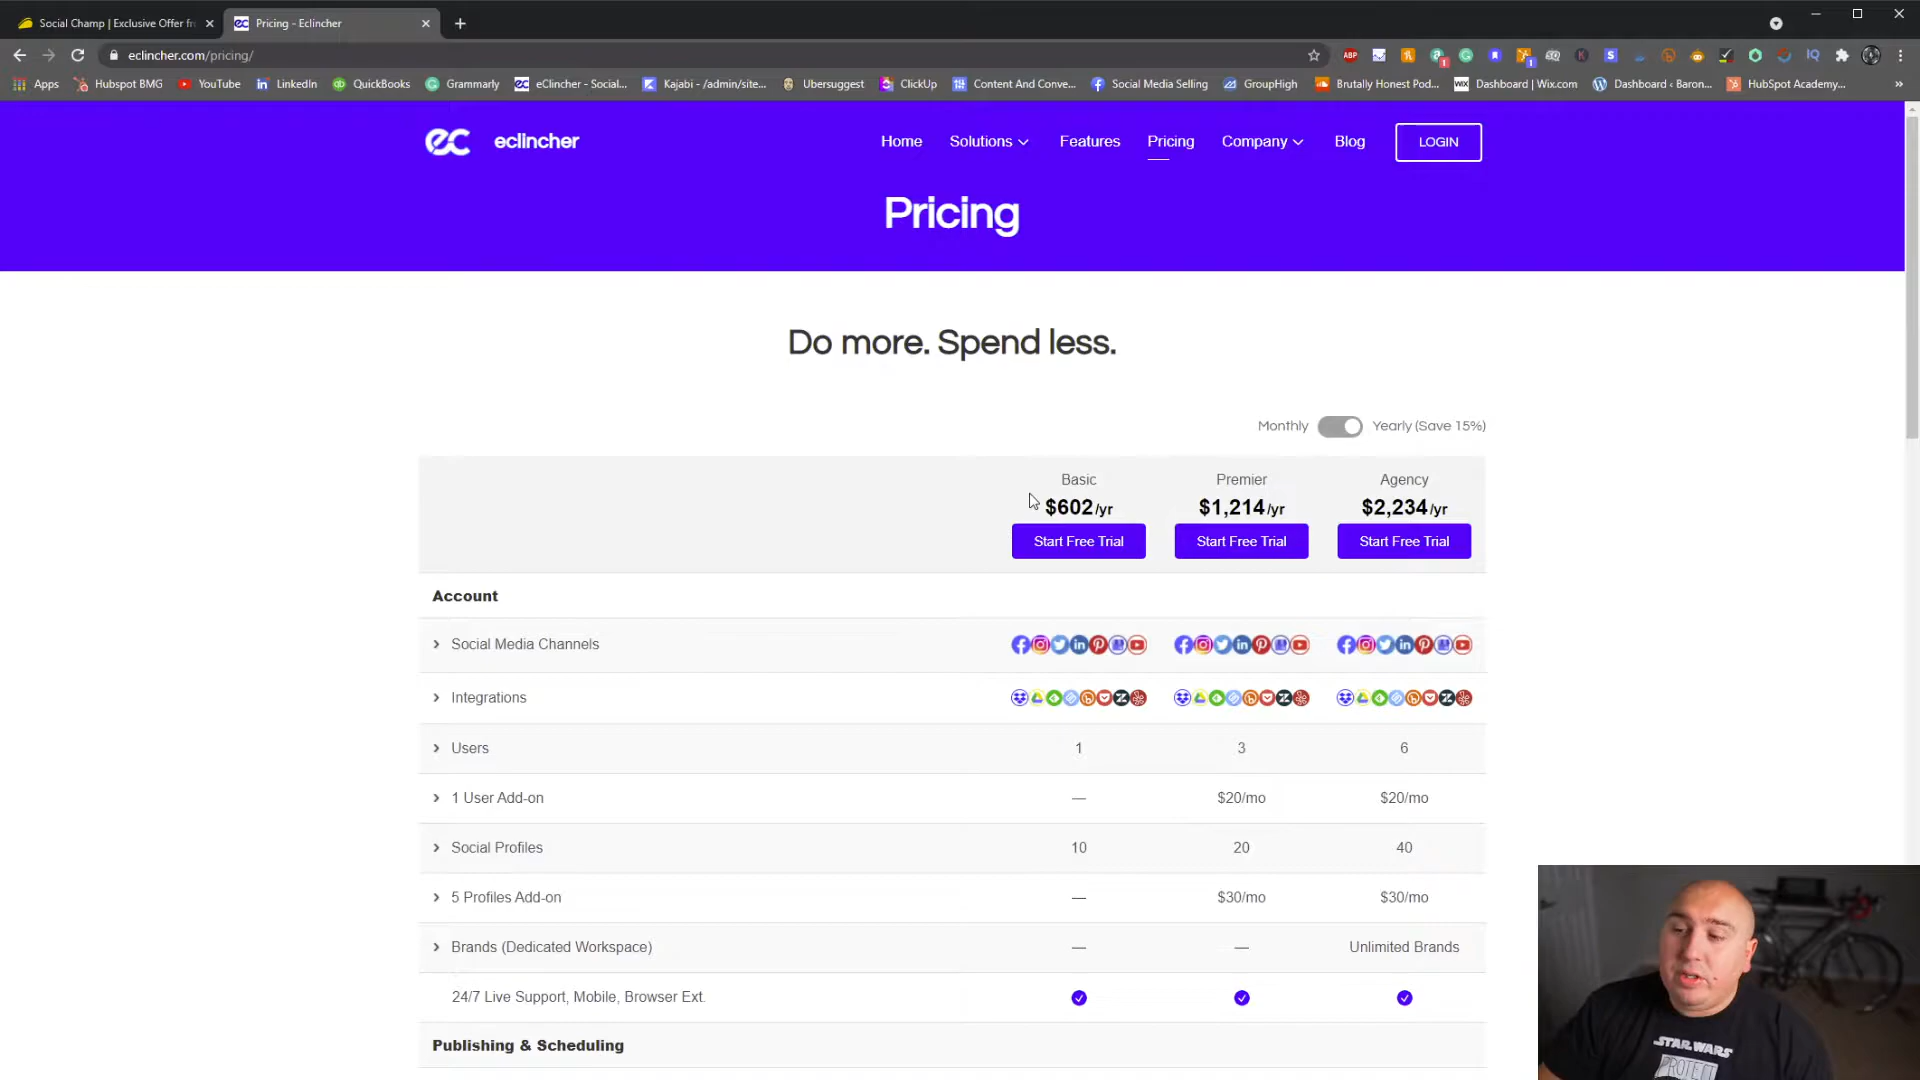 Social Champ | Exclusive Offer fr
Pricing - Eclincher
eclincher.com/pricing/
Apps Hubspot BMG YouTube LinkedIn QuickBooks Grammarly eClincher - Social... Kajabi - /admin/site... Ubersuggest ClickUp Content And Conve... Social Media Selling GroupHigh Brutally Honest Pod... Dashboard | Wix.com Dashboard ‹ Baron... HubSpot Academy... »
ec eclincher Home Solutions Features Pricing Company Blog LOGIN
Pricing
Do more. Spend less.
Monthly Yearly (Save 15%)
Basic Premier Agency
$602/yr $1,214/yr $2,234/yr
Start Free Trial Start Free Trial Start Free Trial
Account
Social Media Channels
Integrations
Users 1 3 6
1 User Add-on — $20/mo $20/mo
Social Profiles 10 20 40
5 Profiles Add-on — $30/mo $30/mo
Brands (Dedicated Workspace) — — Unlimited Brands
24/7 Live Support, Mobile, Browser Ext.
Publishing & Scheduling
STAR WARS
PROTECT